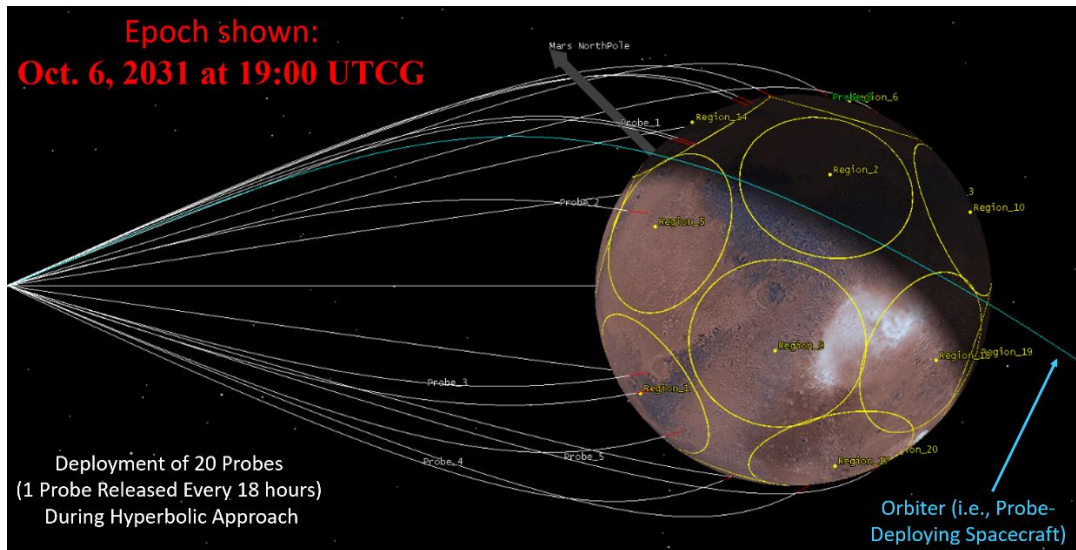 Epoch shown:
Oct. 6, 2031 at 19:00 UTCG
Mars NorthPole
Region_6
Probe_1
Region_14
Region_2
3
Probe_2
Region_5
Region_10
Region_9
Region_19
Probe_3
Region_1
Region_20
Probe_5
Probe_4
Deployment of 20 Probes
(1 Probe Released Every 18 hours)
During Hyperbolic Approach
Orbiter (i.e., Probe-
Deploying Spacecraft)